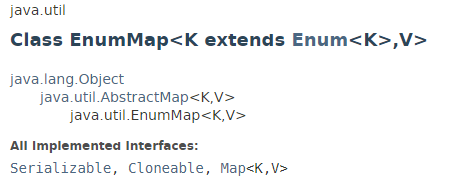 java.util
Class EnumMap<K extends Enum<K>,V>
java.lang.Object
java.util.AbstractMap<K,V>
java.util.EnumMap<K,V>
All Implemented Interfaces:
Serializable, Cloneable, Map<K,V>